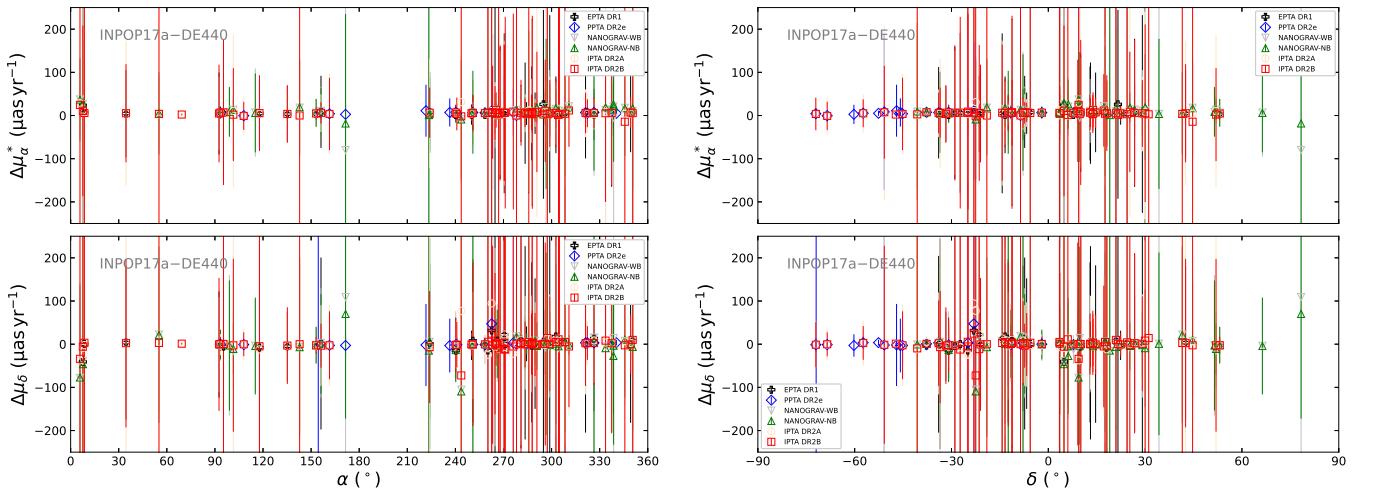 INPOP17a−DE440
EPTA DR1
PPTA DR2e
NANOGRAV-WB
NANOGRAV-NB
IPTA DR2A
IPTA DR2B
200
100
0
−100
−200
Δμα* (μas yr−1)
INPOP17a−DE440
EPTA DR1
PPTA DR2e
NANOGRAV-WB
NANOGRAV-NB
IPTA DR2A
IPTA DR2B
200
100
0
−100
−200
Δμα* (μas yr−1)
INPOP17a−DE440
EPTA DR1
PPTA DR2e
NANOGRAV-WB
NANOGRAV-NB
IPTA DR2A
IPTA DR2B
200
100
0
−100
−200
Δμδ (μas yr−1)
0 30 60 90 120 150 180 210 240 270 300 330 360
α (°)
INPOP17a−DE440
EPTA DR1
PPTA DR2e
NANOGRAV-WB
NANOGRAV-NB
IPTA DR2A
IPTA DR2B
200
100
0
−100
−200
Δμδ (μas yr−1)
−90 −60 −30 0 30 60 90
δ (°)